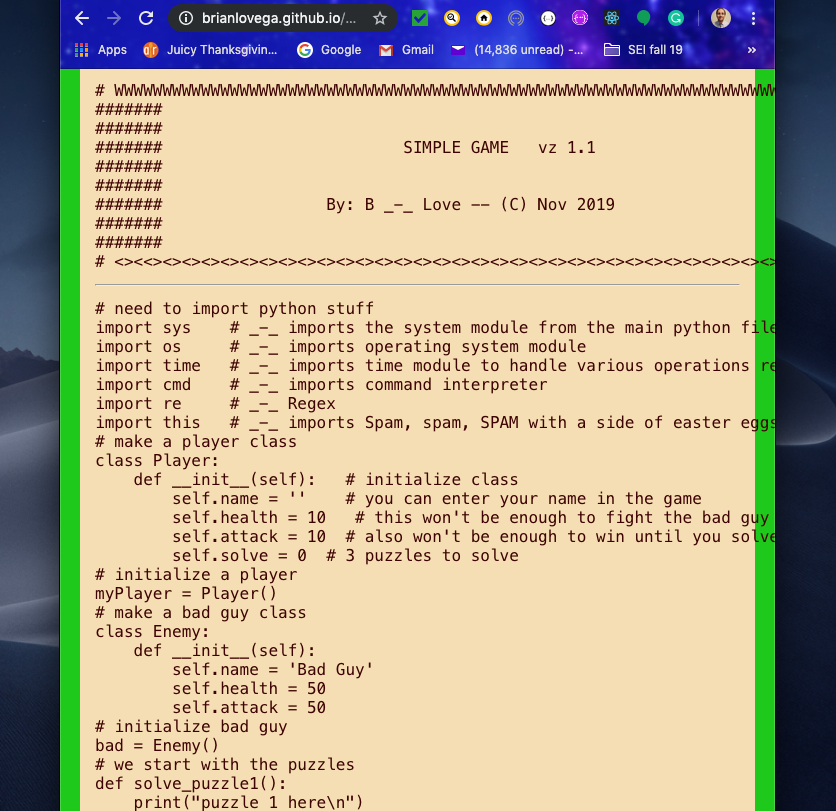 brianlovega.github.io/...
Apps Juicy Thanksgivin... Google Gmail (14,836 unread) -... SEI fall 19 »
# WWWWWWWWWWWWWWWWWWWWWWWWWWWWWWWWWWWWWWWWWWWWWWWWWWWWWWWWWWWWWWWWWWWWW
#######
#######
####### SIMPLE GAME vz 1.1
#######
#######
####### By: B _-_ Love -- (C) Nov 2019
#######
#######
# <><><><><><><><><><><><><><><><><><><><><><><><><><><><><><><><><><><>
# need to import python stuff
import sys # _-_ imports the system module from the main python file
import os # _-_ imports operating system module
import time # _-_ imports time module to handle various operations re
import cmd # _-_ imports command interpreter
import re # _-_ Regex
import this # _-_ imports Spam, spam, SPAM with a side of easter eggs
# make a player class
class Player:
    def __init__(self): # initialize class
        self.name = '' # you can enter your name in the game
        self.health = 10 # this won't be enough to fight the bad guy
        self.attack = 10 # also won't be enough to win until you solve
        self.solve = 0 # 3 puzzles to solve
# initialize a player
myPlayer = Player()
# make a bad guy class
class Enemy:
    def __init__(self):
        self.name = 'Bad Guy'
        self.health = 50
        self.attack = 50
# initialize bad guy
bad = Enemy()
# we start with the puzzles
def solve_puzzle1():
    print("puzzle 1 here\n")